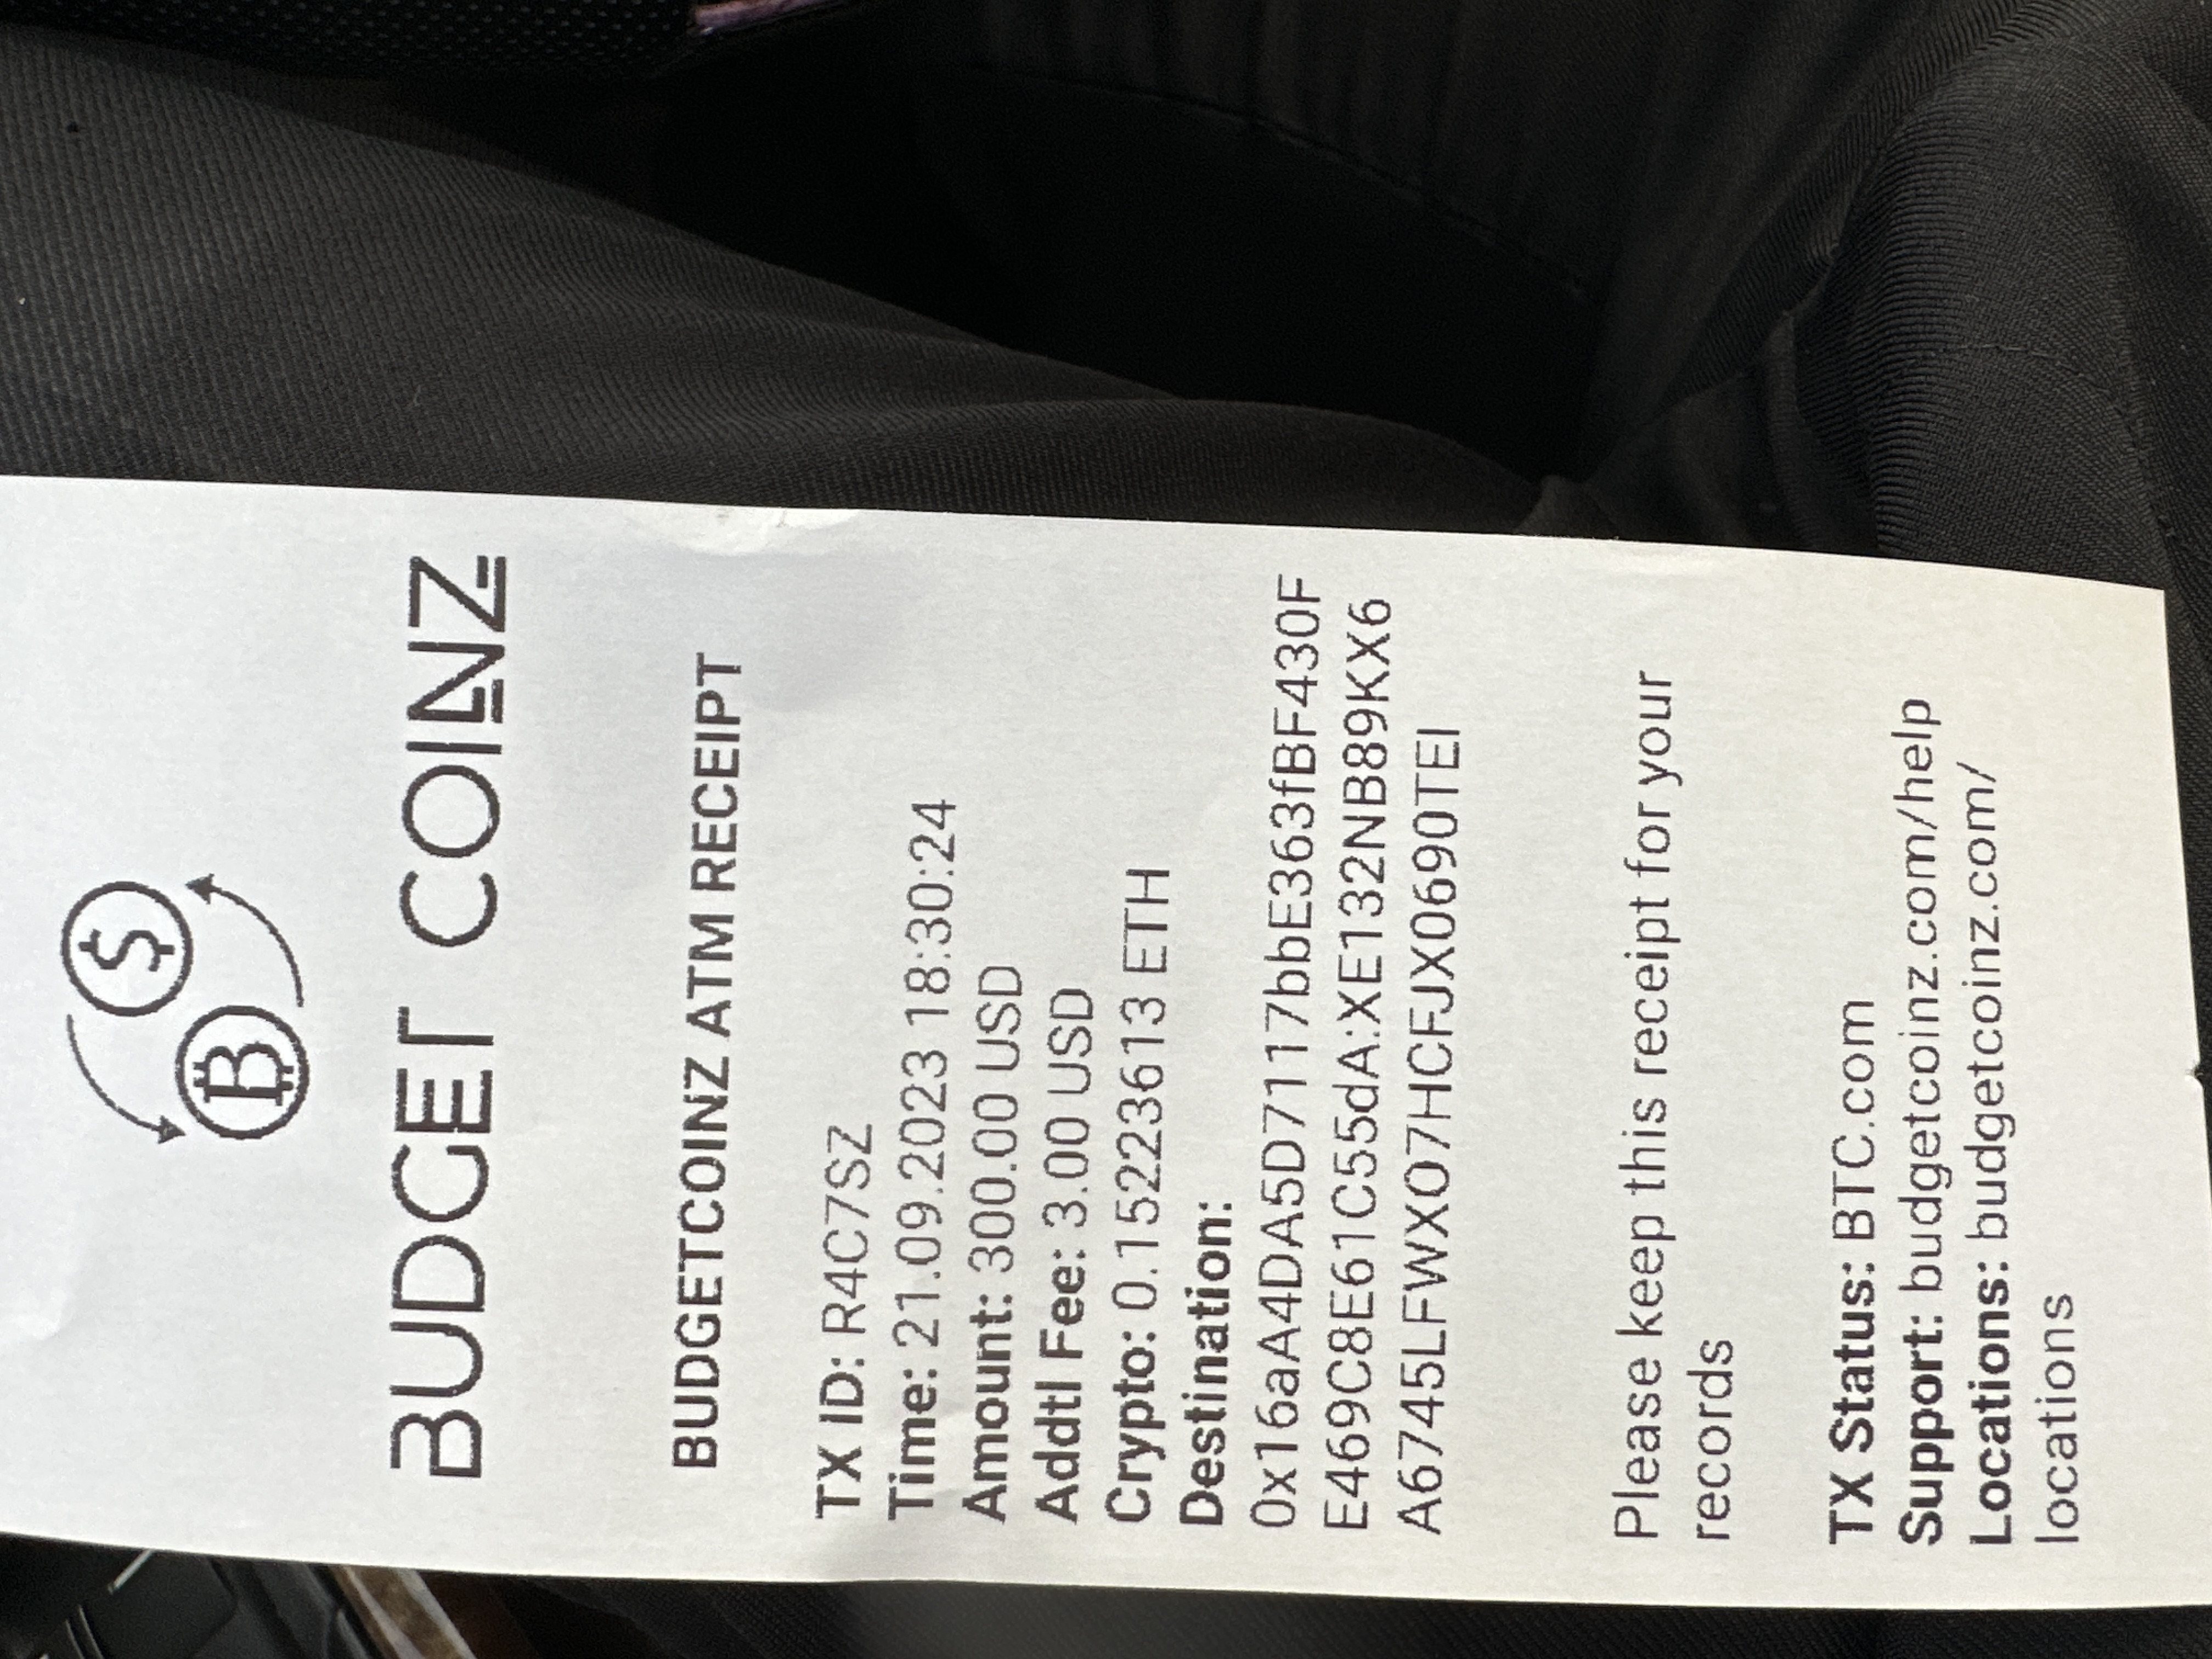 BUDGET COINZ
BUDGETCOINZ ATM RECEIPT
TX ID: R4C7SZ
Time: 21.09.2023 18:30:24
Amount: 300.00 USD
Addtl Fee: 3.00 USD
Crypto: 0.15223613 ETH
Destination:
0x16aA4DA5D7117bbE363fBF430F
E469C8E61C55dA:XE132NB89KX6
A6745LFWXO7HCFJX0690TEI
Please keep this receipt for your
records
TX Status: BTC.com
Support: budgetcoinz.com/help
Locations: budgetcoinz.com/
locations